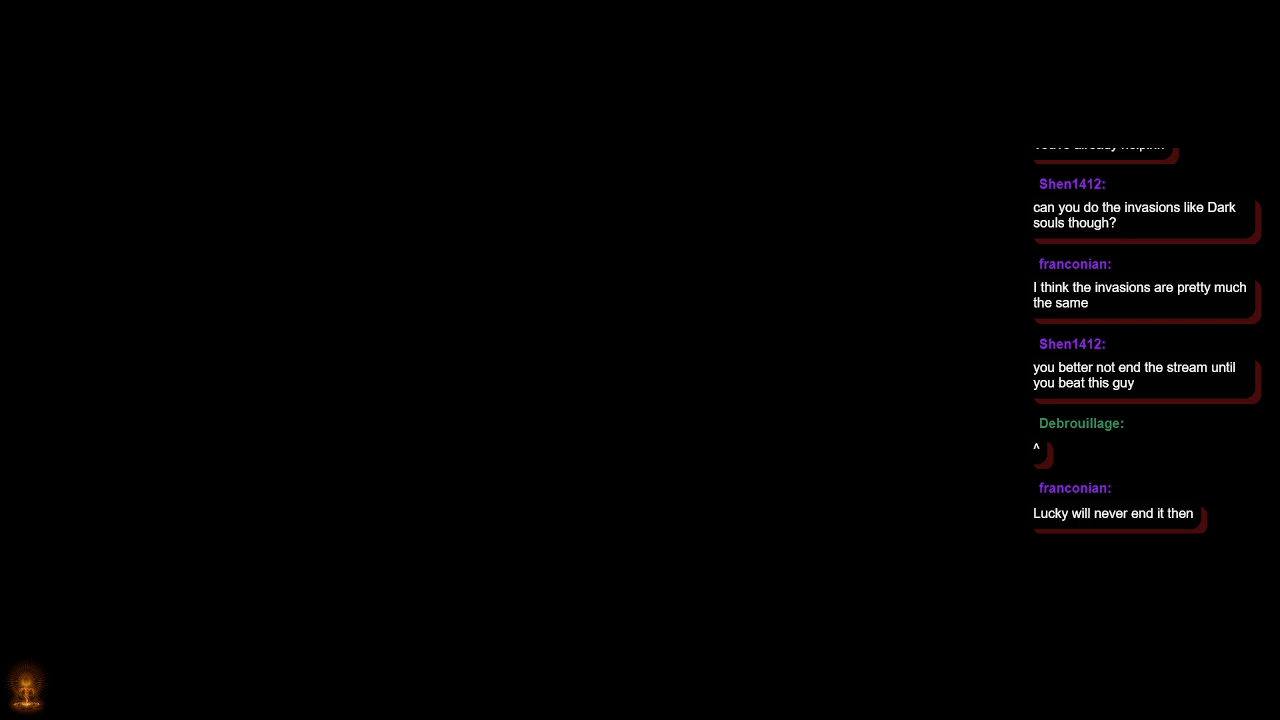 Shen1412:
can you do the invasions like Dark
souls though?
franconian:
I think the invasions are pretty much
the same
Shen1412:
you better not end the stream until
you beat this guy
Debrouillage:
^
franconian:
Lucky will never end it then